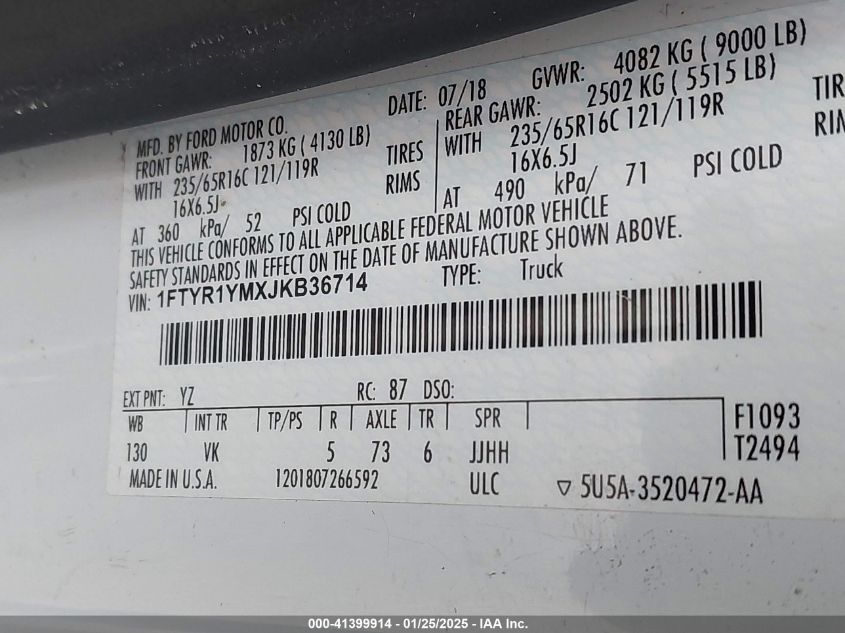 MFD. BY FORD MOTOR CO. DATE: 07/18 GVWR: 4082 KG ( 9000 LB)
FRONT GAWR: 1873 KG ( 4130 LB) REAR GAWR: 2502 KG ( 5515 LB)
WITH 235/65R16C 121/119R TIRES WITH 235/65R16C 121/119R
16X6.5J RIMS 16X6.5J
AT 360 kPa/ 52 PSI COLD AT 490 kPa/ 71 PSI COLD
THIS VEHICLE CONFORMS TO ALL APPLICABLE FEDERAL MOTOR VEHICLE
SAFETY STANDARDS IN EFFECT ON THE DATE OF MANUFACTURE SHOWN ABOVE.
VIN: 1FTYR1YMXJKB36714 TYPE: Truck
EXT PNT: YZ RC: 87 DSO:
WB INT TR TP/PS R AXLE TR SPR F1093
130 VK 5 73 6 JJHH T2494
MADE IN U.S.A. 1201807266592 ULC ▽ 5U5A-3520472-AA
000-41399914 - 01/25/2025 - IAA Inc.